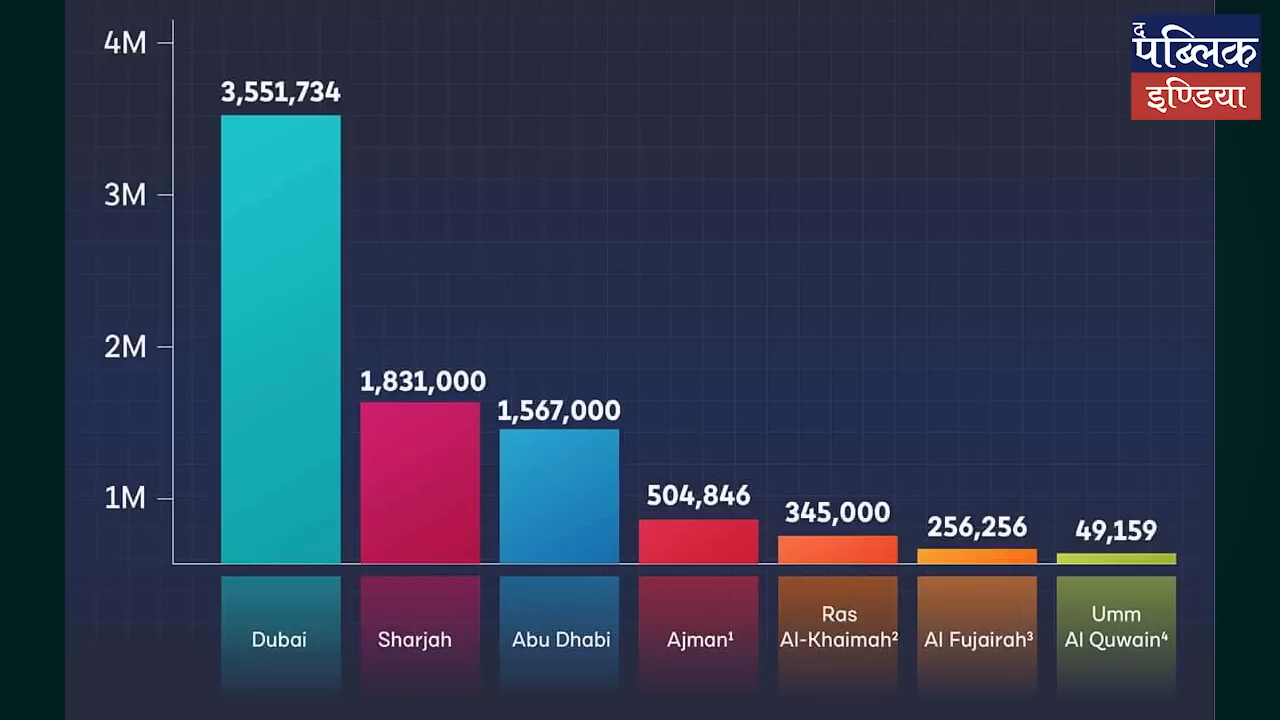 द
पब्लिक
इण्डिया
4M
3M
2M
1M
3,551,734
1,831,000
1,567,000
504,846
345,000
256,256
49,159
Dubai
Sharjah
Abu Dhabi
Ajman¹
Ras
Al-Khaimah²
Al Fujairah³
Umm
Al Quwain⁴